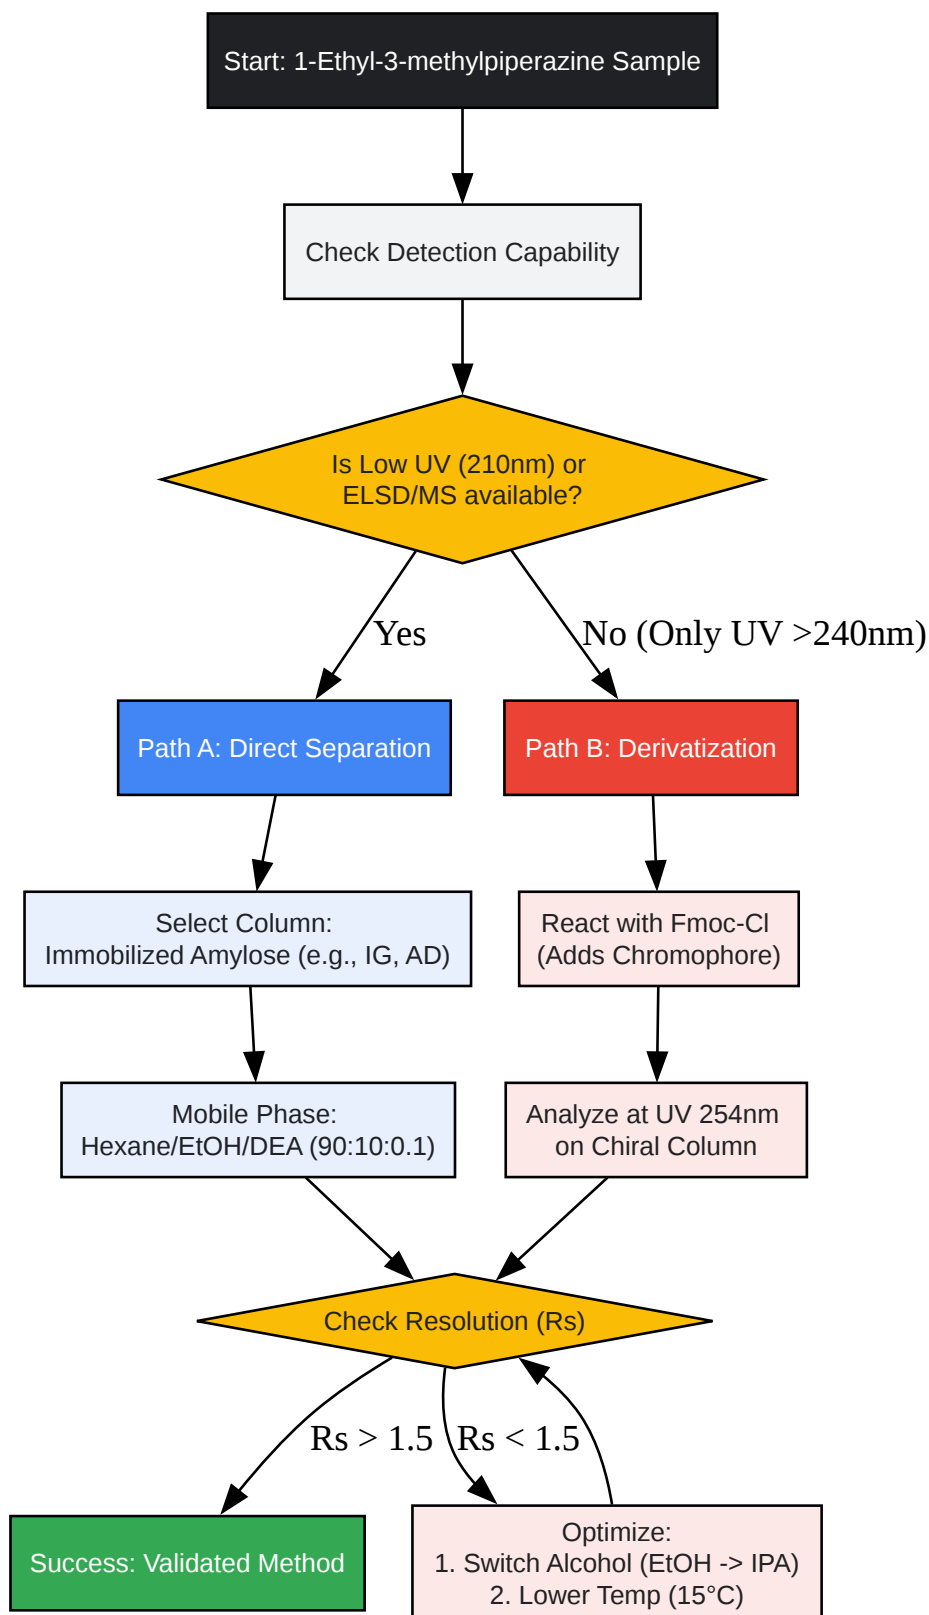 Start: 1-Ethyl-3-methylpiperazine Sample
Check Detection Capability
Is Low UV (210nm) or
ELSD/MS available?
Yes
No (Only UV >240nm)
Path A: Direct Separation
Path B: Derivatization
Select Column:
Immobilized Amylose (e.g., IG, AD)
React with Fmoc-Cl
(Adds Chromophore)
Mobile Phase:
Hexane/EtOH/DEA (90:10:0.1)
Analyze at UV 254nm
on Chiral Column
Check Resolution (Rs)
Rs > 1.5
Rs < 1.5
Success: Validated Method
Optimize:
1. Switch Alcohol (EtOH -> IPA)
2. Lower Temp (15°C)